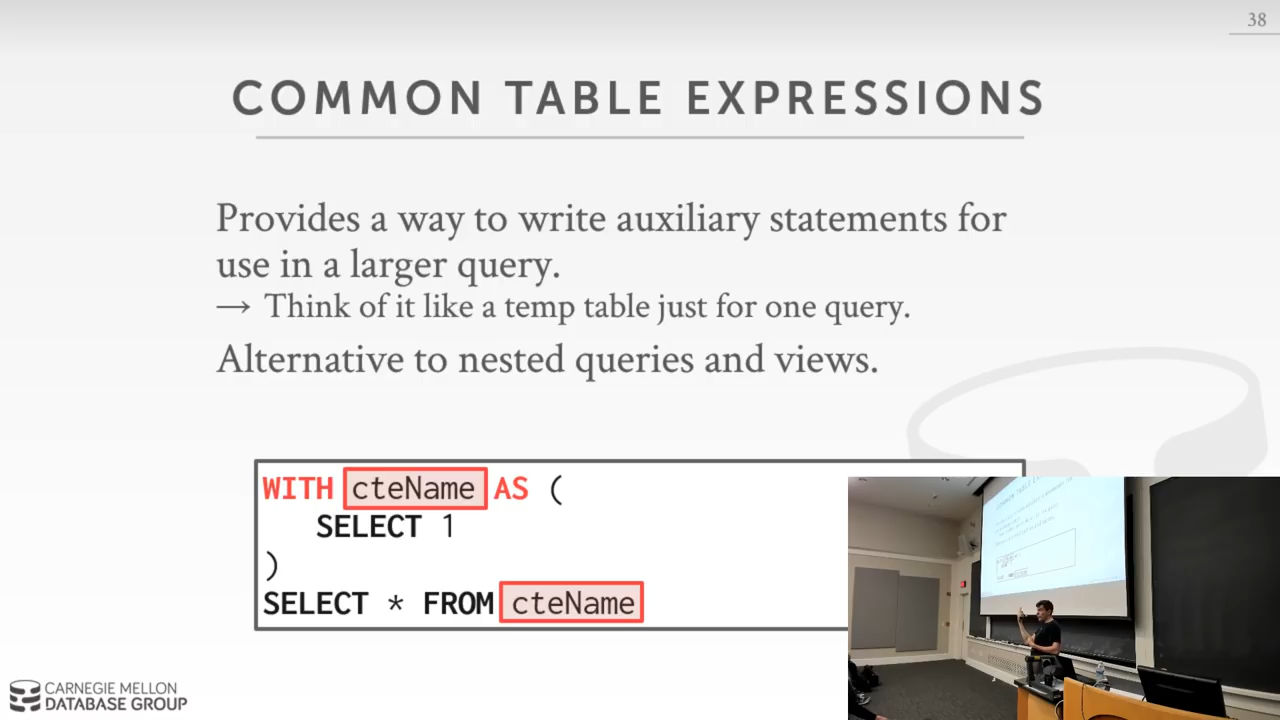 38
COMMON TABLE EXPRESSIONS
Provides a way to write auxiliary statements for
use in a larger query.
→ Think of it like a temp table just for one query.
Alternative to nested queries and views.
WITH cteName AS (
SELECT 1
)
SELECT * FROM cteName
CARNEGIE MELLON
DATABASE GROUP